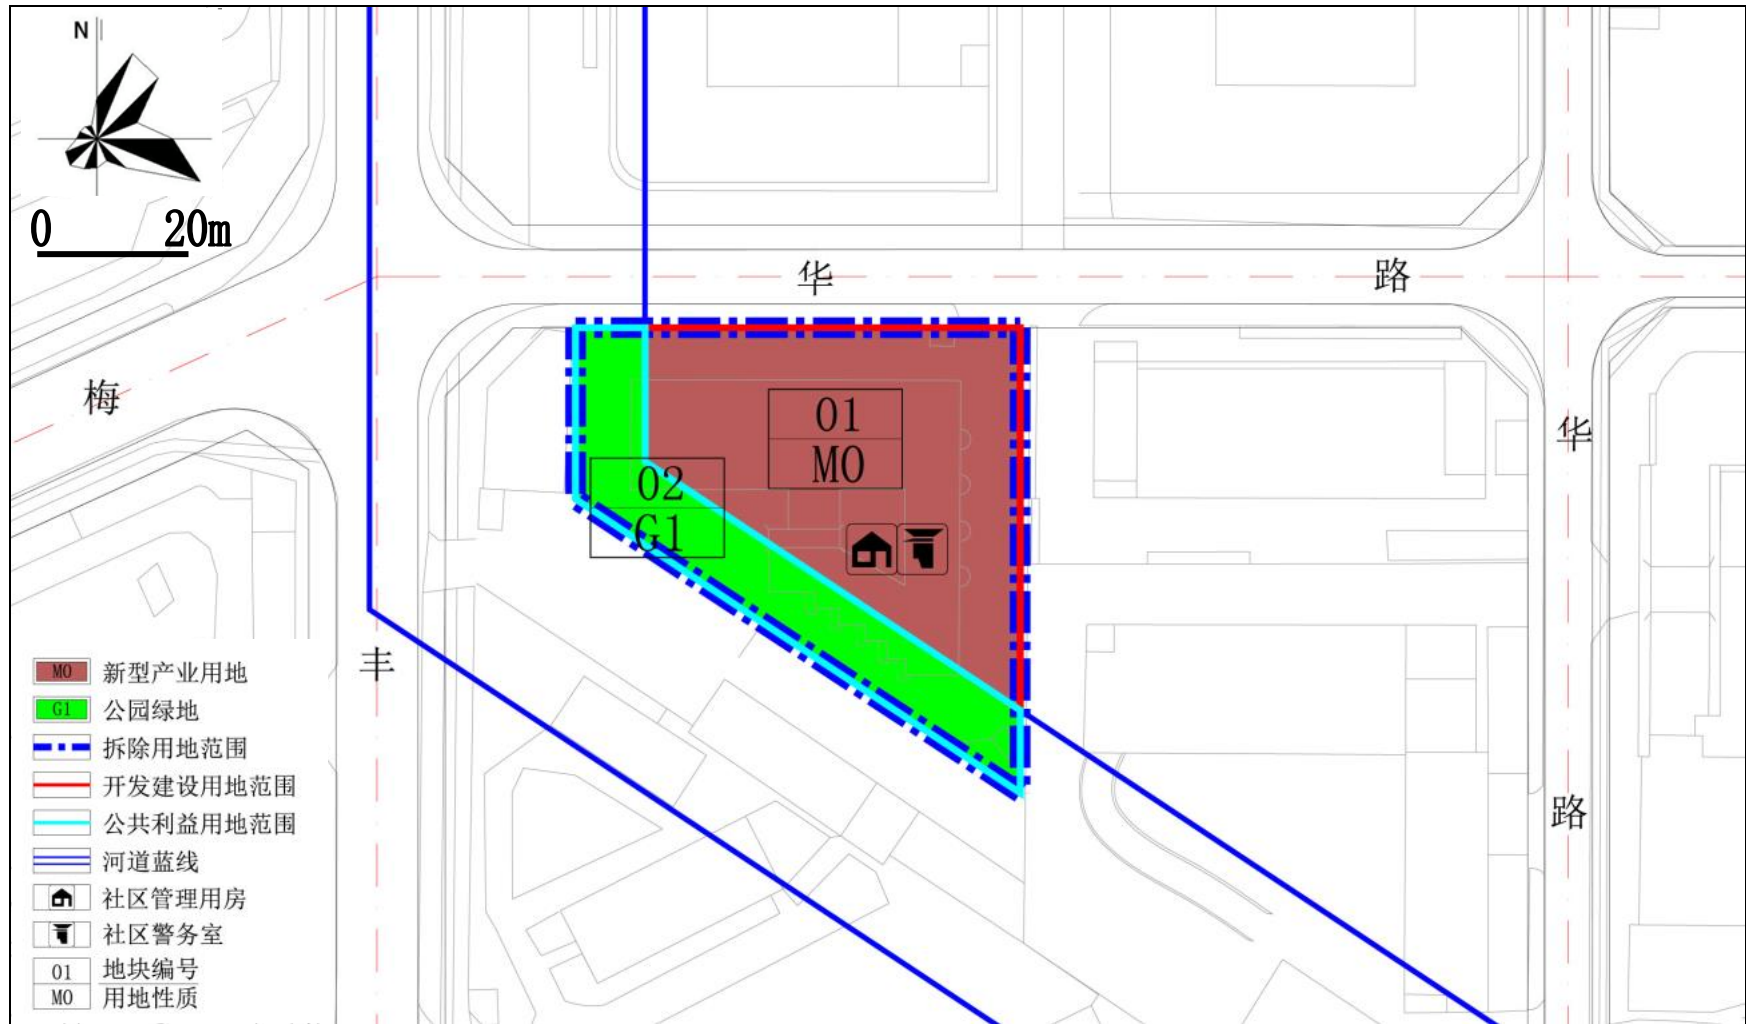 N
0 20m
华 路
梅
01
M0
华
02
G1
丰
路
M0 新型产业用地
G1 公园绿地
拆除用地范围
开发建设用地范围
公共利益用地范围
河道蓝线
社区管理用房
社区警务室
01 地块编号
M0 用地性质